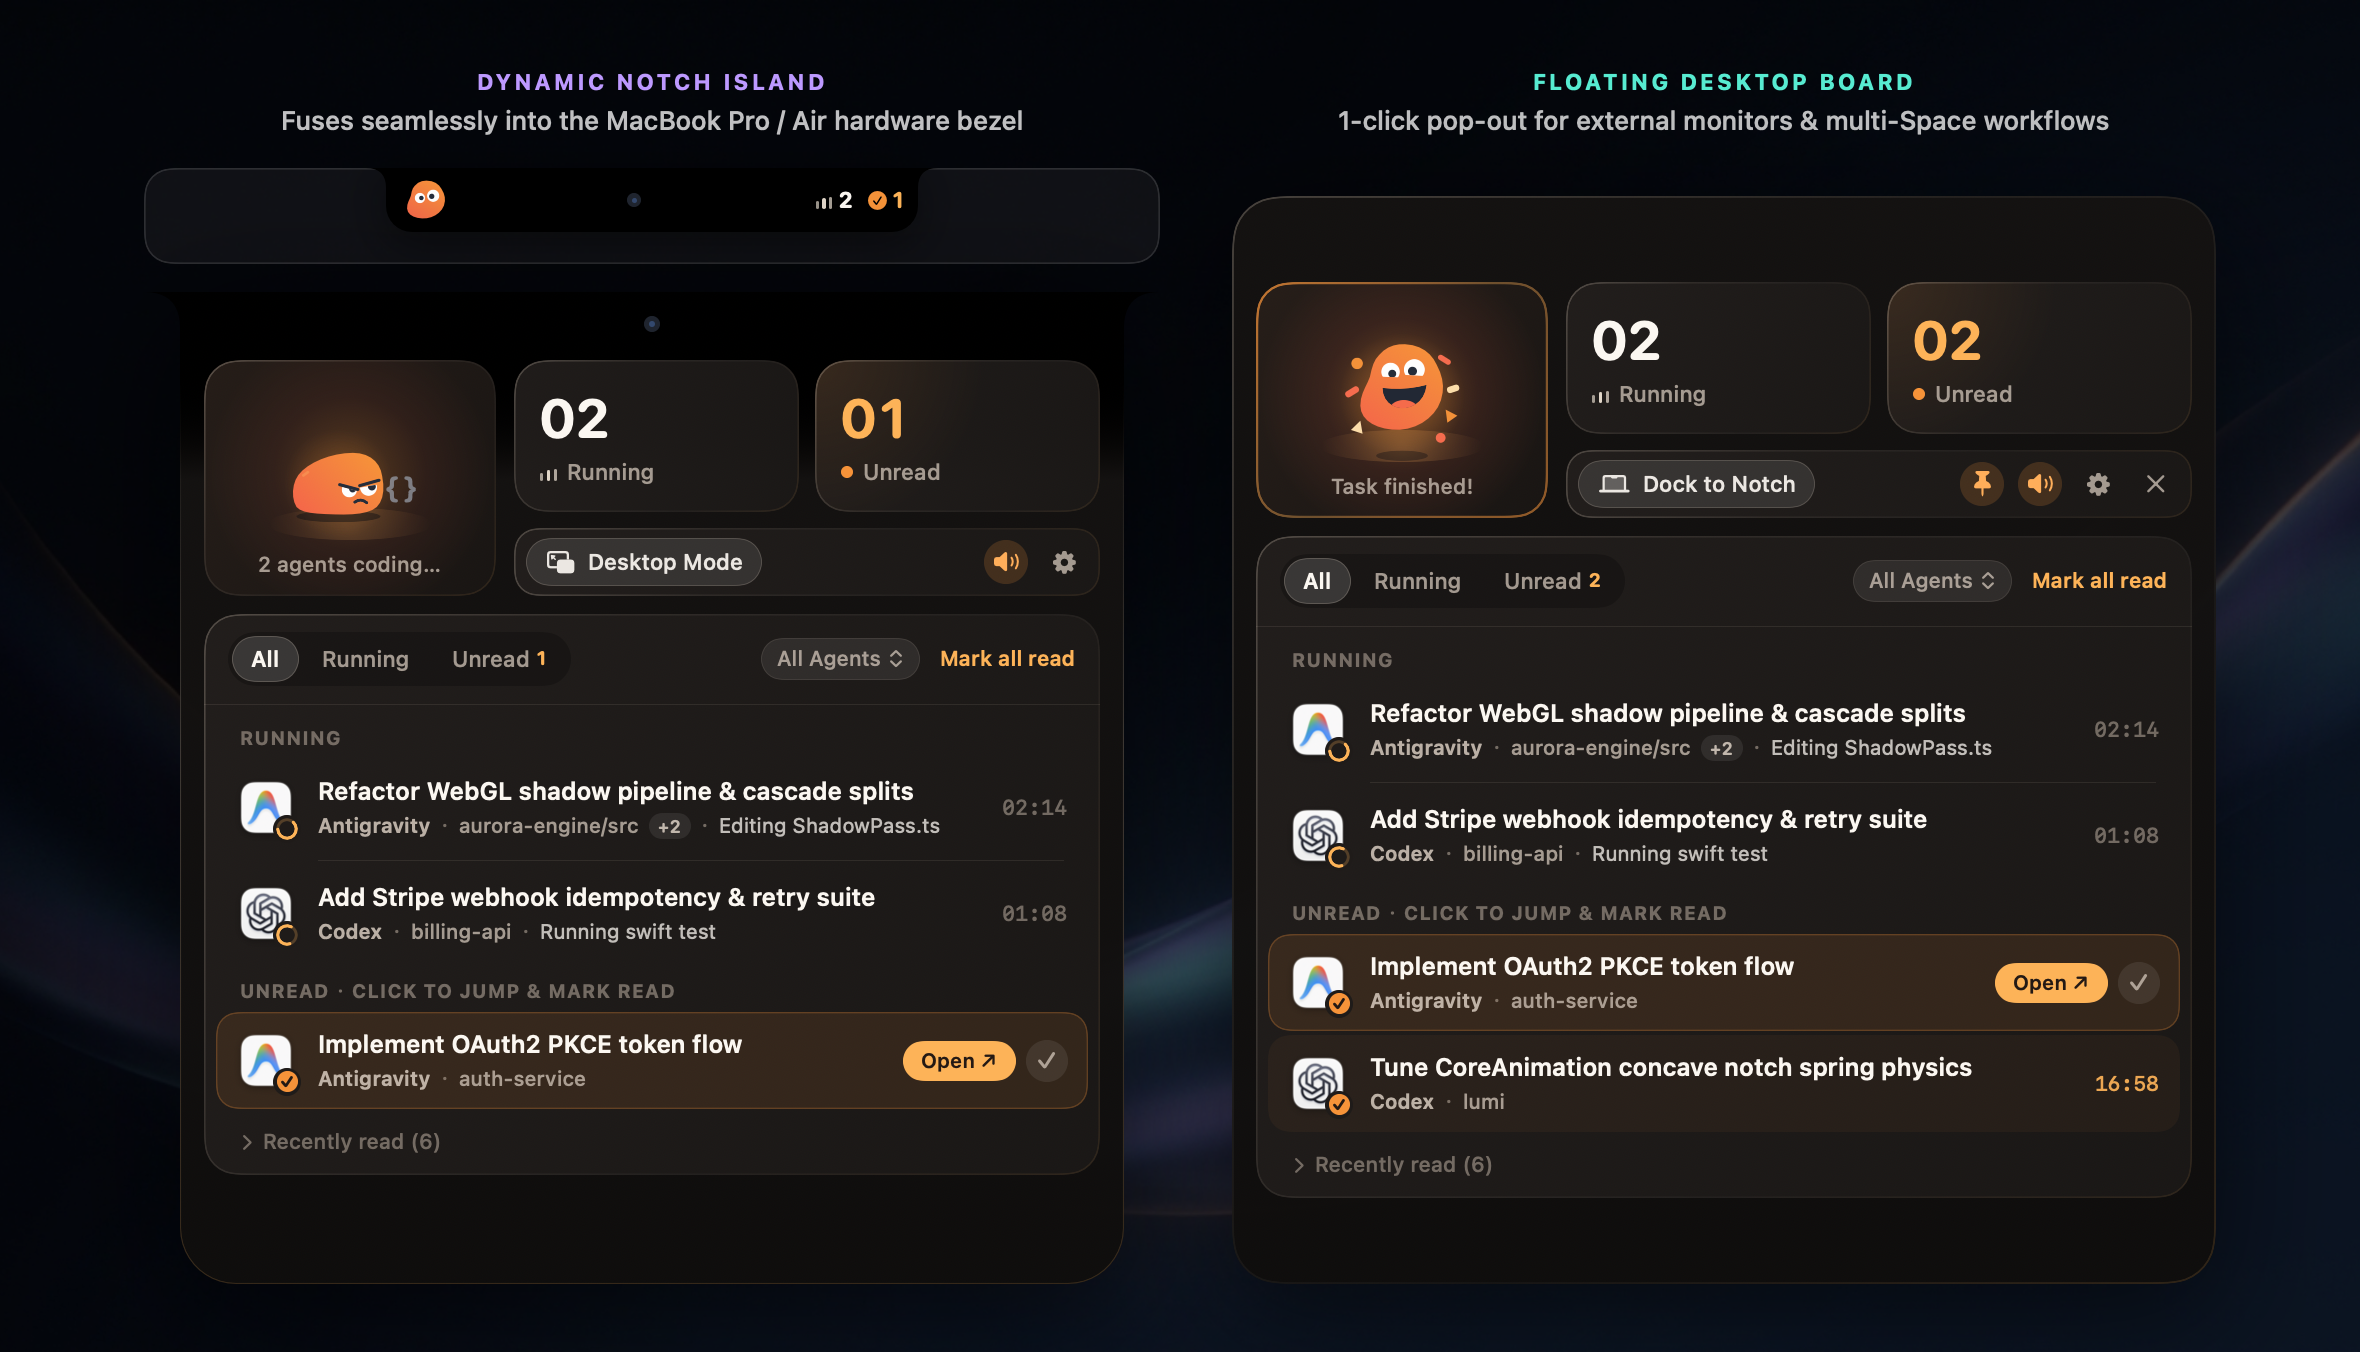 DYNAMIC NOTCH ISLAND
Fuses seamlessly into the MacBook Pro / Air hardware bezel
2 1
02
Running
01
Unread
{}
2 agents coding...
Desktop Mode
All Running Unread 1 All Agents Mark all read
RUNNING
Refactor WebGL shadow pipeline & cascade splits
02:14
Antigravity · aurora-engine/src +2 · Editing ShadowPass.ts
Add Stripe webhook idempotency & retry suite
01:08
Codex · billing-api · Running swift test
UNREAD · CLICK TO JUMP & MARK READ
Implement OAuth2 PKCE token flow
Open ↗
Antigravity · auth-service
Recently read (6)
FLOATING DESKTOP BOARD
1-click pop-out for external monitors & multi-Space workflows
02
Running
02
Unread
Task finished!
Dock to Notch
All Running Unread 2 All Agents Mark all read
RUNNING
Refactor WebGL shadow pipeline & cascade splits
02:14
Antigravity · aurora-engine/src +2 · Editing ShadowPass.ts
Add Stripe webhook idempotency & retry suite
01:08
Codex · billing-api · Running swift test
UNREAD · CLICK TO JUMP & MARK READ
Implement OAuth2 PKCE token flow
Open ↗
Antigravity · auth-service
Tune CoreAnimation concave notch spring physics
16:58
Codex · lumi
Recently read (6)